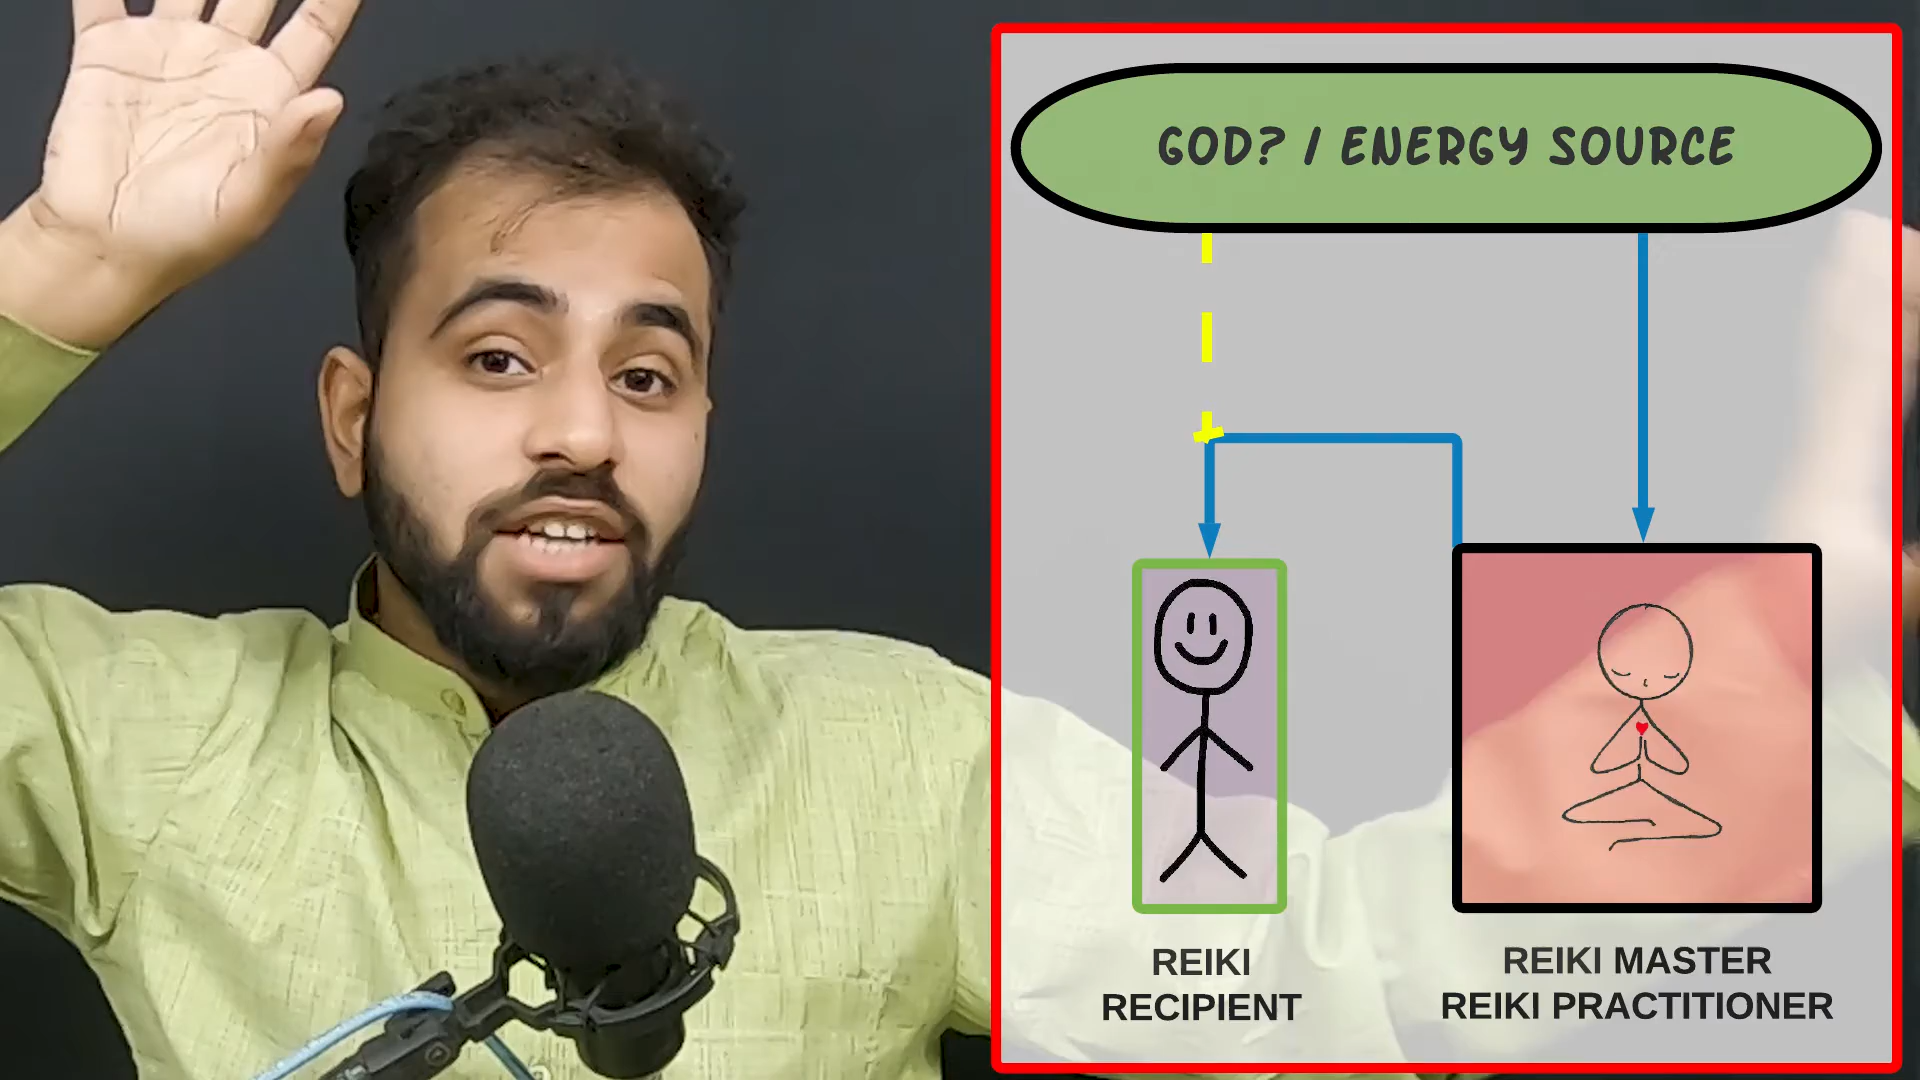 GOD? / ENERGY SOURCE
REIKI
RECIPIENT
REIKI MASTER
REIKI PRACTITIONER